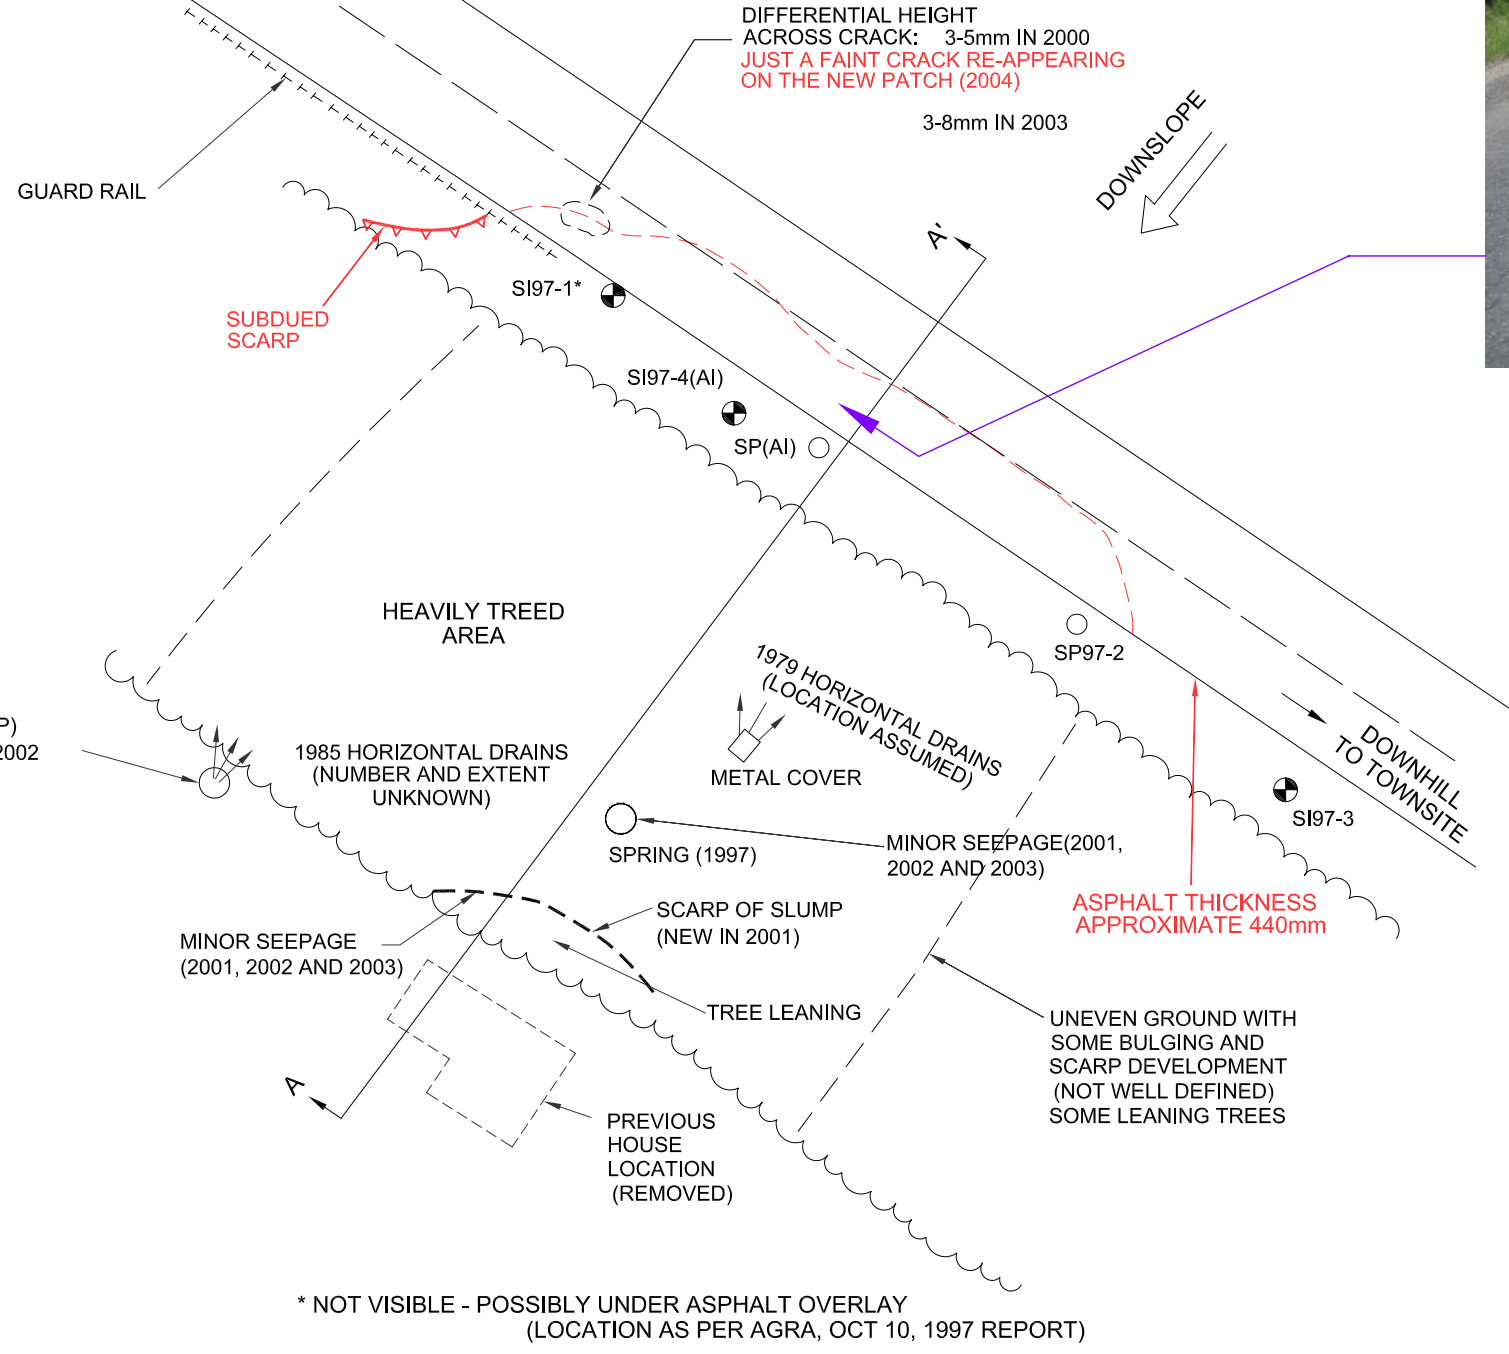 DIFFERENTIAL HEIGHT
ACROSS CRACK: 3-5mm IN 2000
JUST A FAINT CRACK RE-APPEARING
ON THE NEW PATCH (2004)
3-8mm IN 2003
DOWNSLOPE
GUARD RAIL
A'
SI97-1*
SUBDUED
SCARP
SI97-4(AI)
SP(AI)
HEAVILY TREED
AREA
SP97-2
1979 HORIZONTAL DRAINS
(LOCATION ASSUMED)
P)
2002
1985 HORIZONTAL DRAINS
(NUMBER AND EXTENT
UNKNOWN)
METAL COVER
DOWNHILL
TO TOWNSITE
SI97-3
SPRING (1997)
MINOR SEEPAGE(2001,
2002 AND 2003)
ASPHALT THICKNESS
APPROXIMATE 440mm
SCARP OF SLUMP
(NEW IN 2001)
MINOR SEEPAGE
(2001, 2002 AND 2003)
TREE LEANING
UNEVEN GROUND WITH
SOME BULGING AND
SCARP DEVELOPMENT
(NOT WELL DEFINED)
SOME LEANING TREES
A
PREVIOUS
HOUSE
LOCATION
(REMOVED)
* NOT VISIBLE - POSSIBLY UNDER ASPHALT OVERLAY
(LOCATION AS PER AGRA, OCT 10, 1997 REPORT)